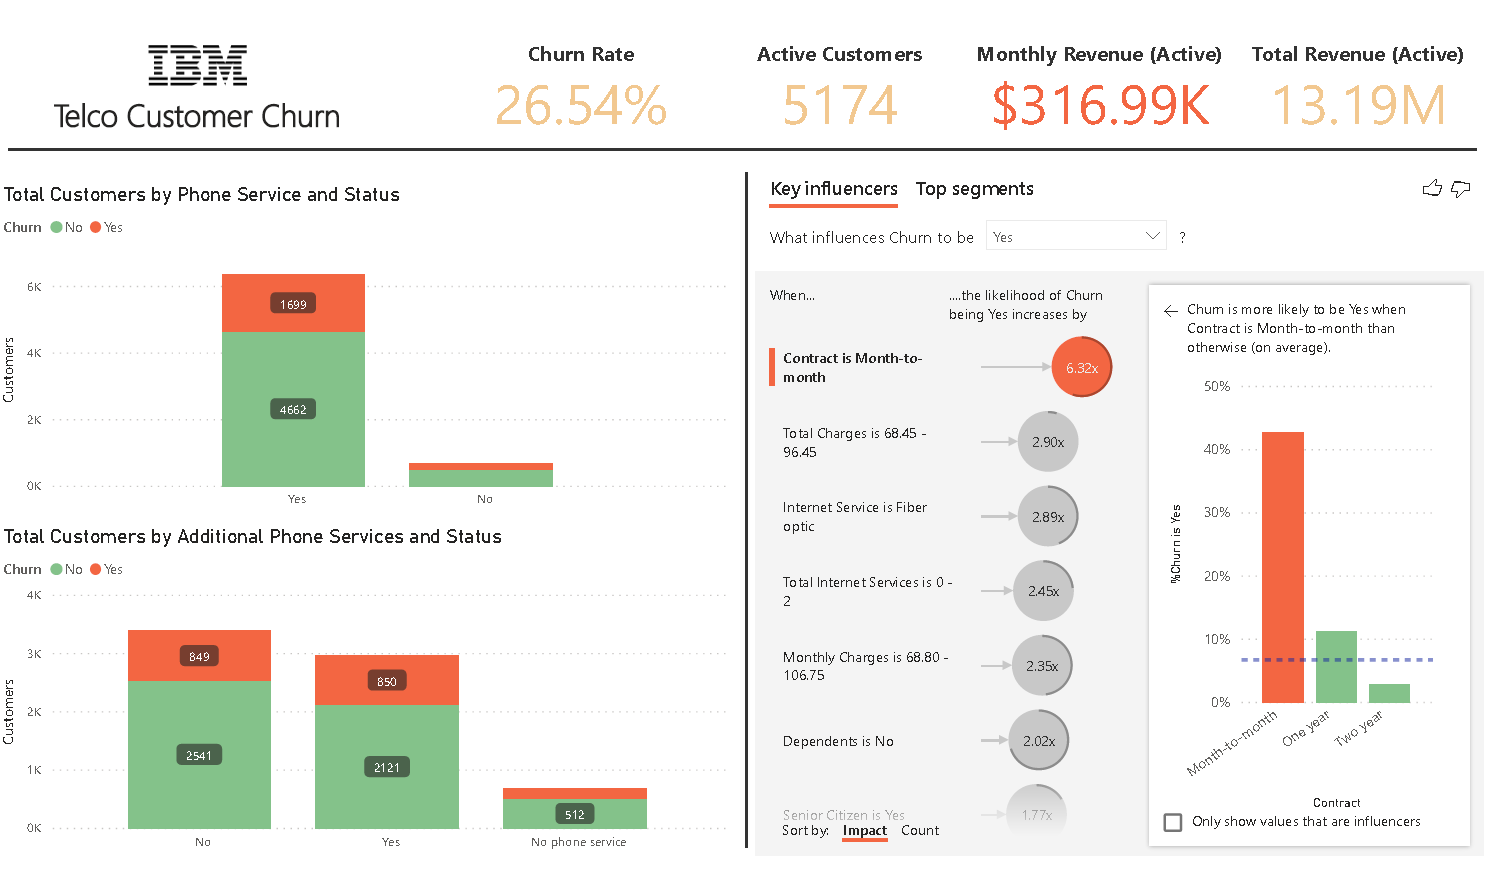 IBM
Telco Customer Churn
Churn Rate
26.54%
Active Customers
5174
Monthly Revenue (Active)
$316.99K
Total Revenue (Active)
13.19M
Total Customers by Phone Service and Status
Churn No Yes
6K
4K
2K
0K
Customers
1699
4662
Yes
No
Total Customers by Additional Phone Services and Status
Churn No Yes
4K
3K
2K
1K
0K
Customers
849
2541
850
2121
512
No
Yes
No phone service
Key influencers Top segments
What influences Churn to be Yes ?
When...
....the likelihood of Churn
being Yes increases by
Contract is Month-to-
month
6.32x
Total Charges is 68.45 -
96.45
2.90x
Internet Service is Fiber
optic
2.89x
Total Internet Services is 0 -
2
2.45x
Monthly Charges is 68.80 -
106.75
2.35x
Dependents is No
2.02x
Senior Citizen is Yes
1.77x
Sort by: Impact Count
Churn is more likely to be Yes when
Contract is Month-to-month than
otherwise (on average).
50%
40%
30%
20%
10%
0%
%Churn is Yes
Month-to-month
One year
Two year
Contract
Only show values that are influencers